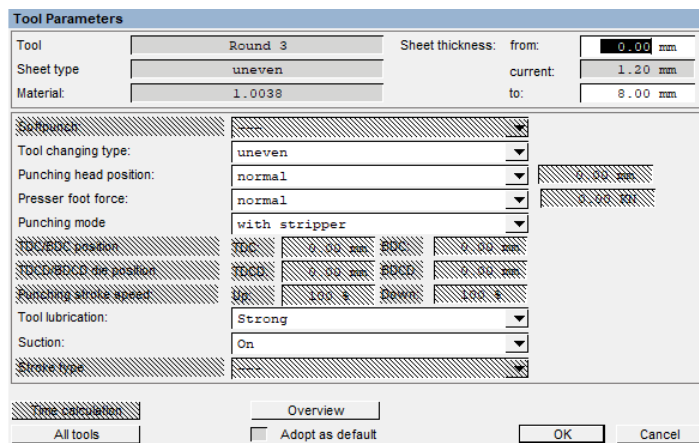 Tool Parameters
Tool Round 3 Sheet thickness: from: 0.00 mm
Sheet type uneven current: 1.20 mm
Material: 1.0038 to: 8.00 mm
Softpunch: ---
Tool changing type: uneven
Punching head position: normal 0.00 mm
Presser foot force: normal 0.00 KN
Punching mode with stripper
TDC/BDC position TDC: 0.00 mm BDC: 0.00 mm
TDCD/BDCD die position TDCD: 0.00 mm BDCD: 0.00 mm
Punching stroke speed Up: 100 % Down: 100 %
Tool lubrication: Strong
Suction: On
Stroke type ---
Time calculation Overview
All tools Adopt as default OK Cancel